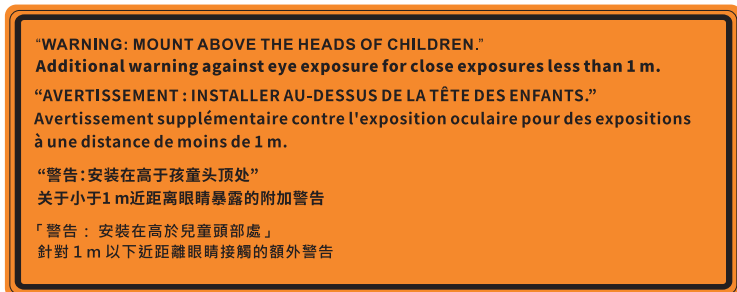 “WARNING: MOUNT ABOVE THE HEADS OF CHILDREN.”
Additional warning against eye exposure for close exposures less than 1 m.
“AVERTISSEMENT : INSTALLER AU-DESSUS DE LA TÊTE DES ENFANTS.”
Avertissement supplémentaire contre l'exposition oculaire pour des expositions
à une distance de moins de 1 m.
“警告：安装在高于孩童头顶处”
关于小于1 m近距离眼睛暴露的附加警告
「警告： 安裝在高於兒童頭部處」
針對 1 m 以下近距離眼睛接觸的額外警告